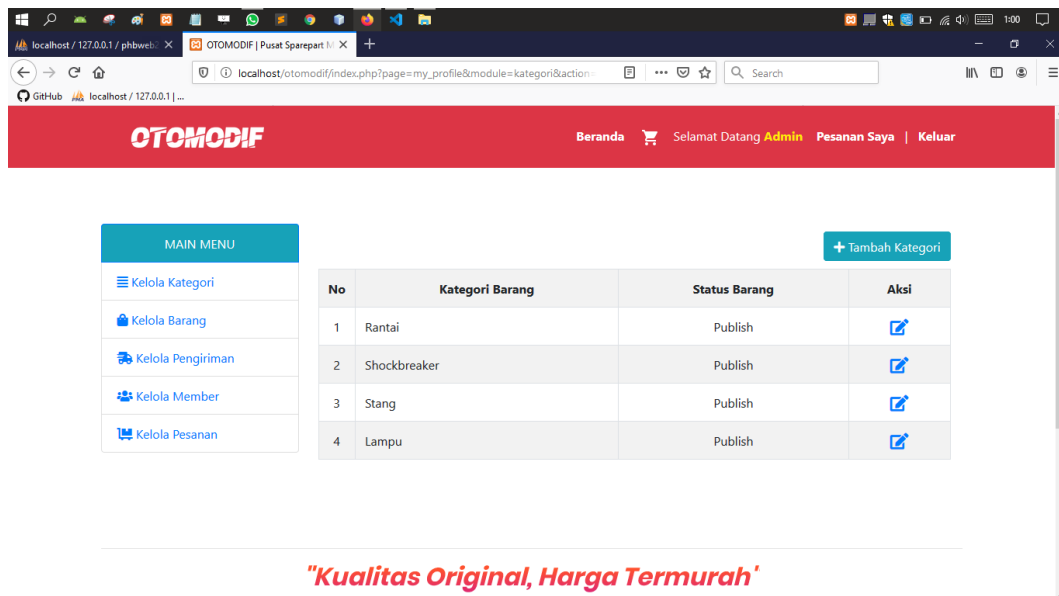 1:00
localhost / 127.0.0.1 / phbweb2
OTOMODIF | Pusat Sparepart M
localhost/otomodif/index.php?page=my_profile&module=kategori&action=
Search
GitHub localhost / 127.0.0.1 | ...
OTOMODIF Beranda Selamat Datang Admin Pesanan Saya | Keluar
MAIN MENU
Kelola Kategori
Kelola Barang
Kelola Pengiriman
Kelola Member
Kelola Pesanan
Tambah Kategori
No Kategori Barang Status Barang Aksi
1 Rantai Publish
2 Shockbreaker Publish
3 Stang Publish
4 Lampu Publish
"Kualitas Original, Harga Termurah'